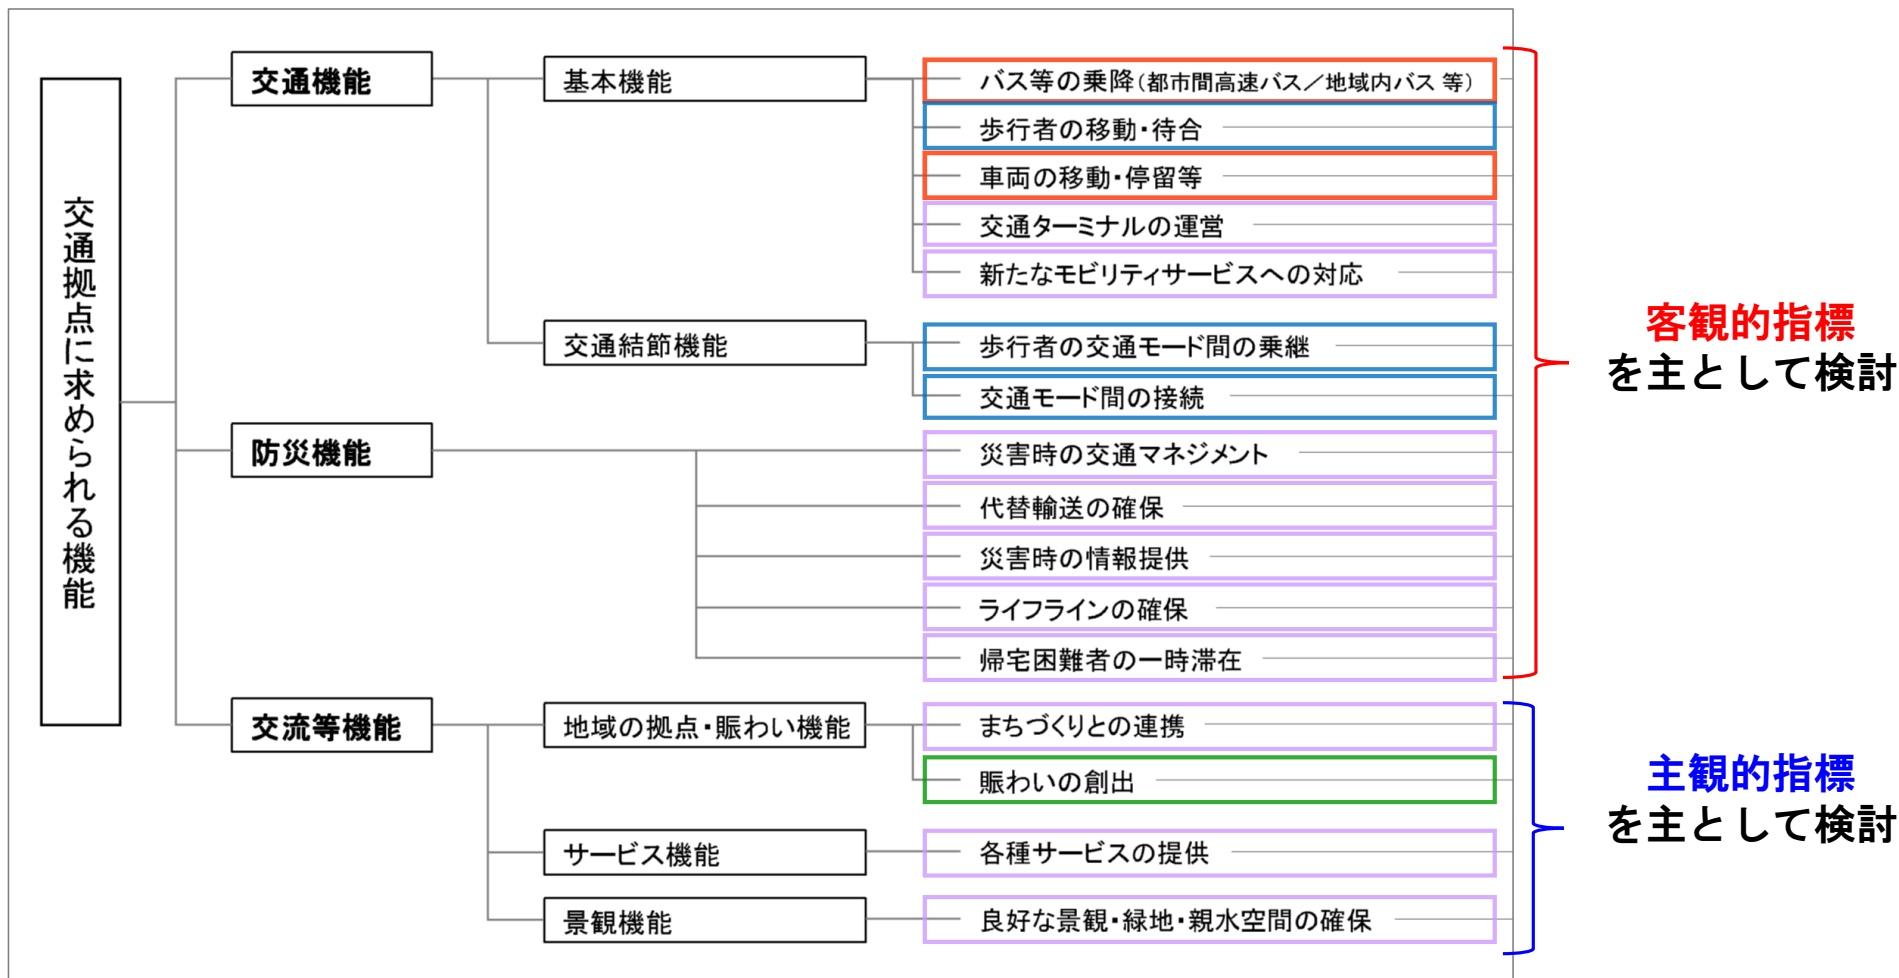 交通拠点に求められる機能
交通機能
基本機能
バス等の乗降(都市間高速バス／地域内バス 等)
歩行者の移動・待合
車両の移動・停留等
交通ターミナルの運営
新たなモビリティサービスへの対応
交通結節機能
歩行者の交通モード間の乗継
交通モード間の接続
防災機能
災害時の交通マネジメント
代替輸送の確保
災害時の情報提供
ライフラインの確保
帰宅困難者の一時滞在
交流等機能
地域の拠点・賑わい機能
まちづくりとの連携
賑わいの創出
サービス機能
各種サービスの提供
景観機能
良好な景観・緑地・親水空間の確保
客観的指標
を主として検討
主観的指標
を主として検討